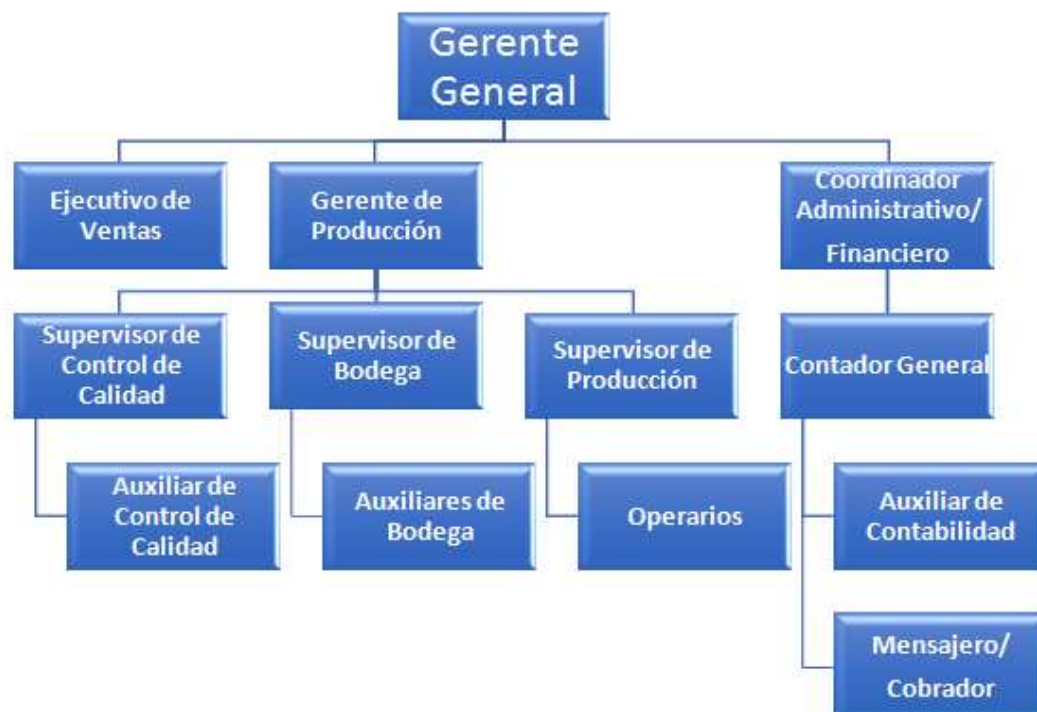 Gerente
General
Ejecutivo de
Ventas
Gerente de
Producción
Coordinador
Administrativo/
Financiero
Supervisor de
Control de
Calidad
Supervisor de
Bodega
Supervisor de
Producción
Contador General
Auxiliar de
Control de
Calidad
Auxiliares de
Bodega
Operarios
Auxiliar de
Contabilidad
Mensajero/
Cobrador